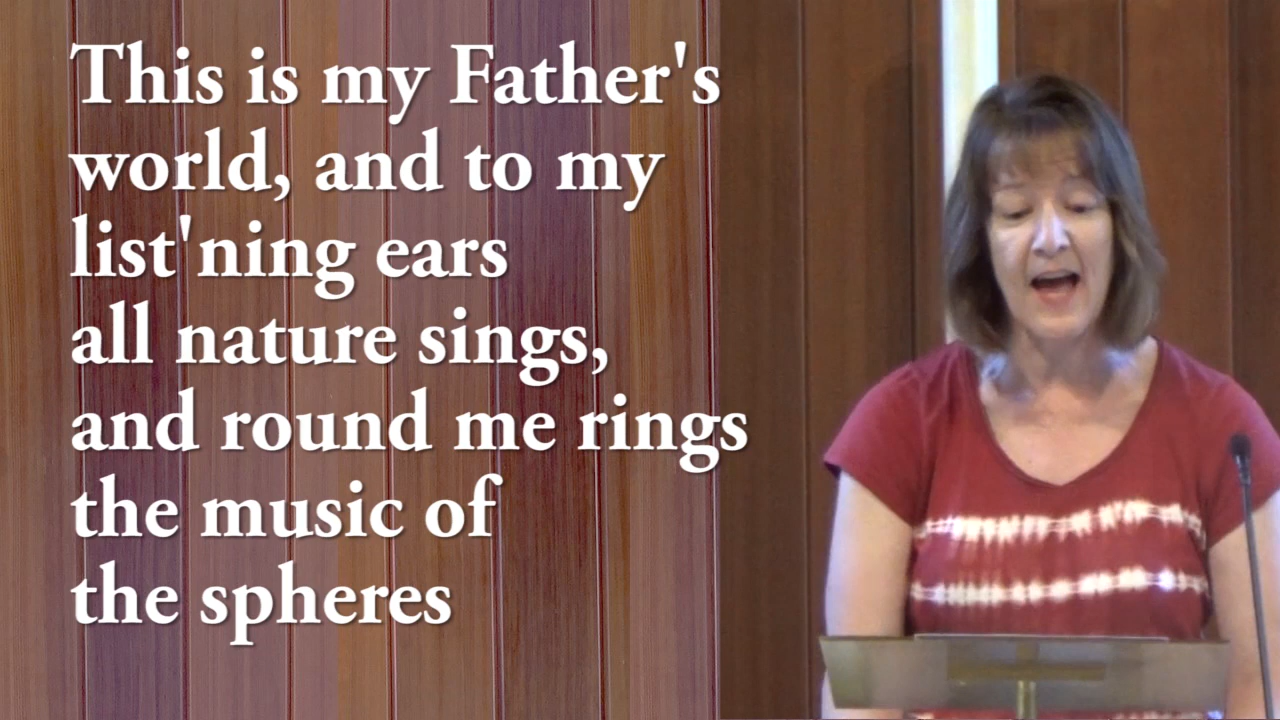 This is my Father's
world, and to my
list'ning ears
all nature sings,
and round me rings
the music of
the spheres